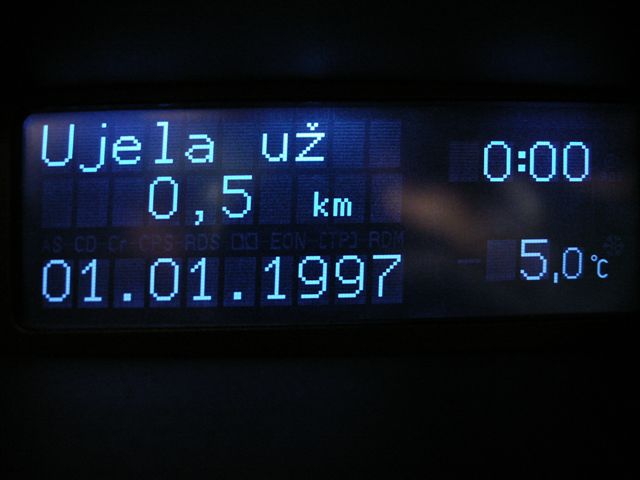 Ujela už
0,5 km
AS CD Cr CPS RDS EON [TP] RDM
01.01.1997
0:00
5,0 °C